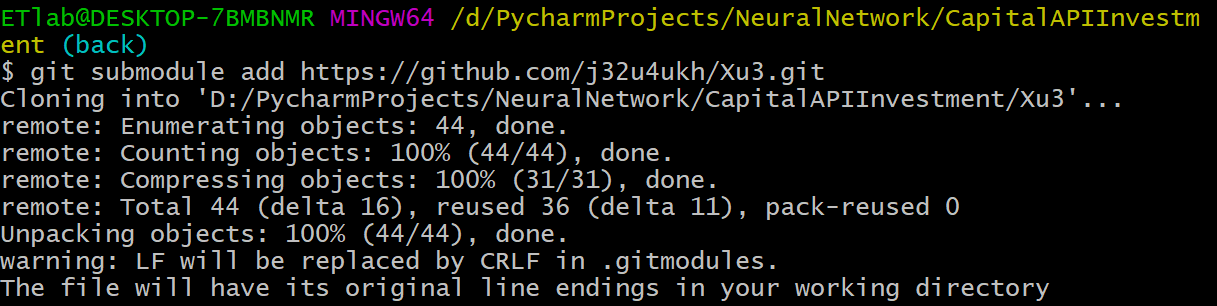 ETlab@DESKTOP-7BMBNMR MINGW64 /d/PycharmProjects/NeuralNetwork/CapitalAPIInvestm
ent (back)
$ git submodule add https://github.com/j32u4ukh/Xu3.git
Cloning into 'D:/PycharmProjects/NeuralNetwork/CapitalAPIInvestment/Xu3'...
remote: Enumerating objects: 44, done.
remote: Counting objects: 100% (44/44), done.
remote: Compressing objects: 100% (31/31), done.
remote: Total 44 (delta 16), reused 36 (delta 11), pack-reused 0
Unpacking objects: 100% (44/44), done.
warning: LF will be replaced by CRLF in .gitmodules.
The file will have its original line endings in your working directory